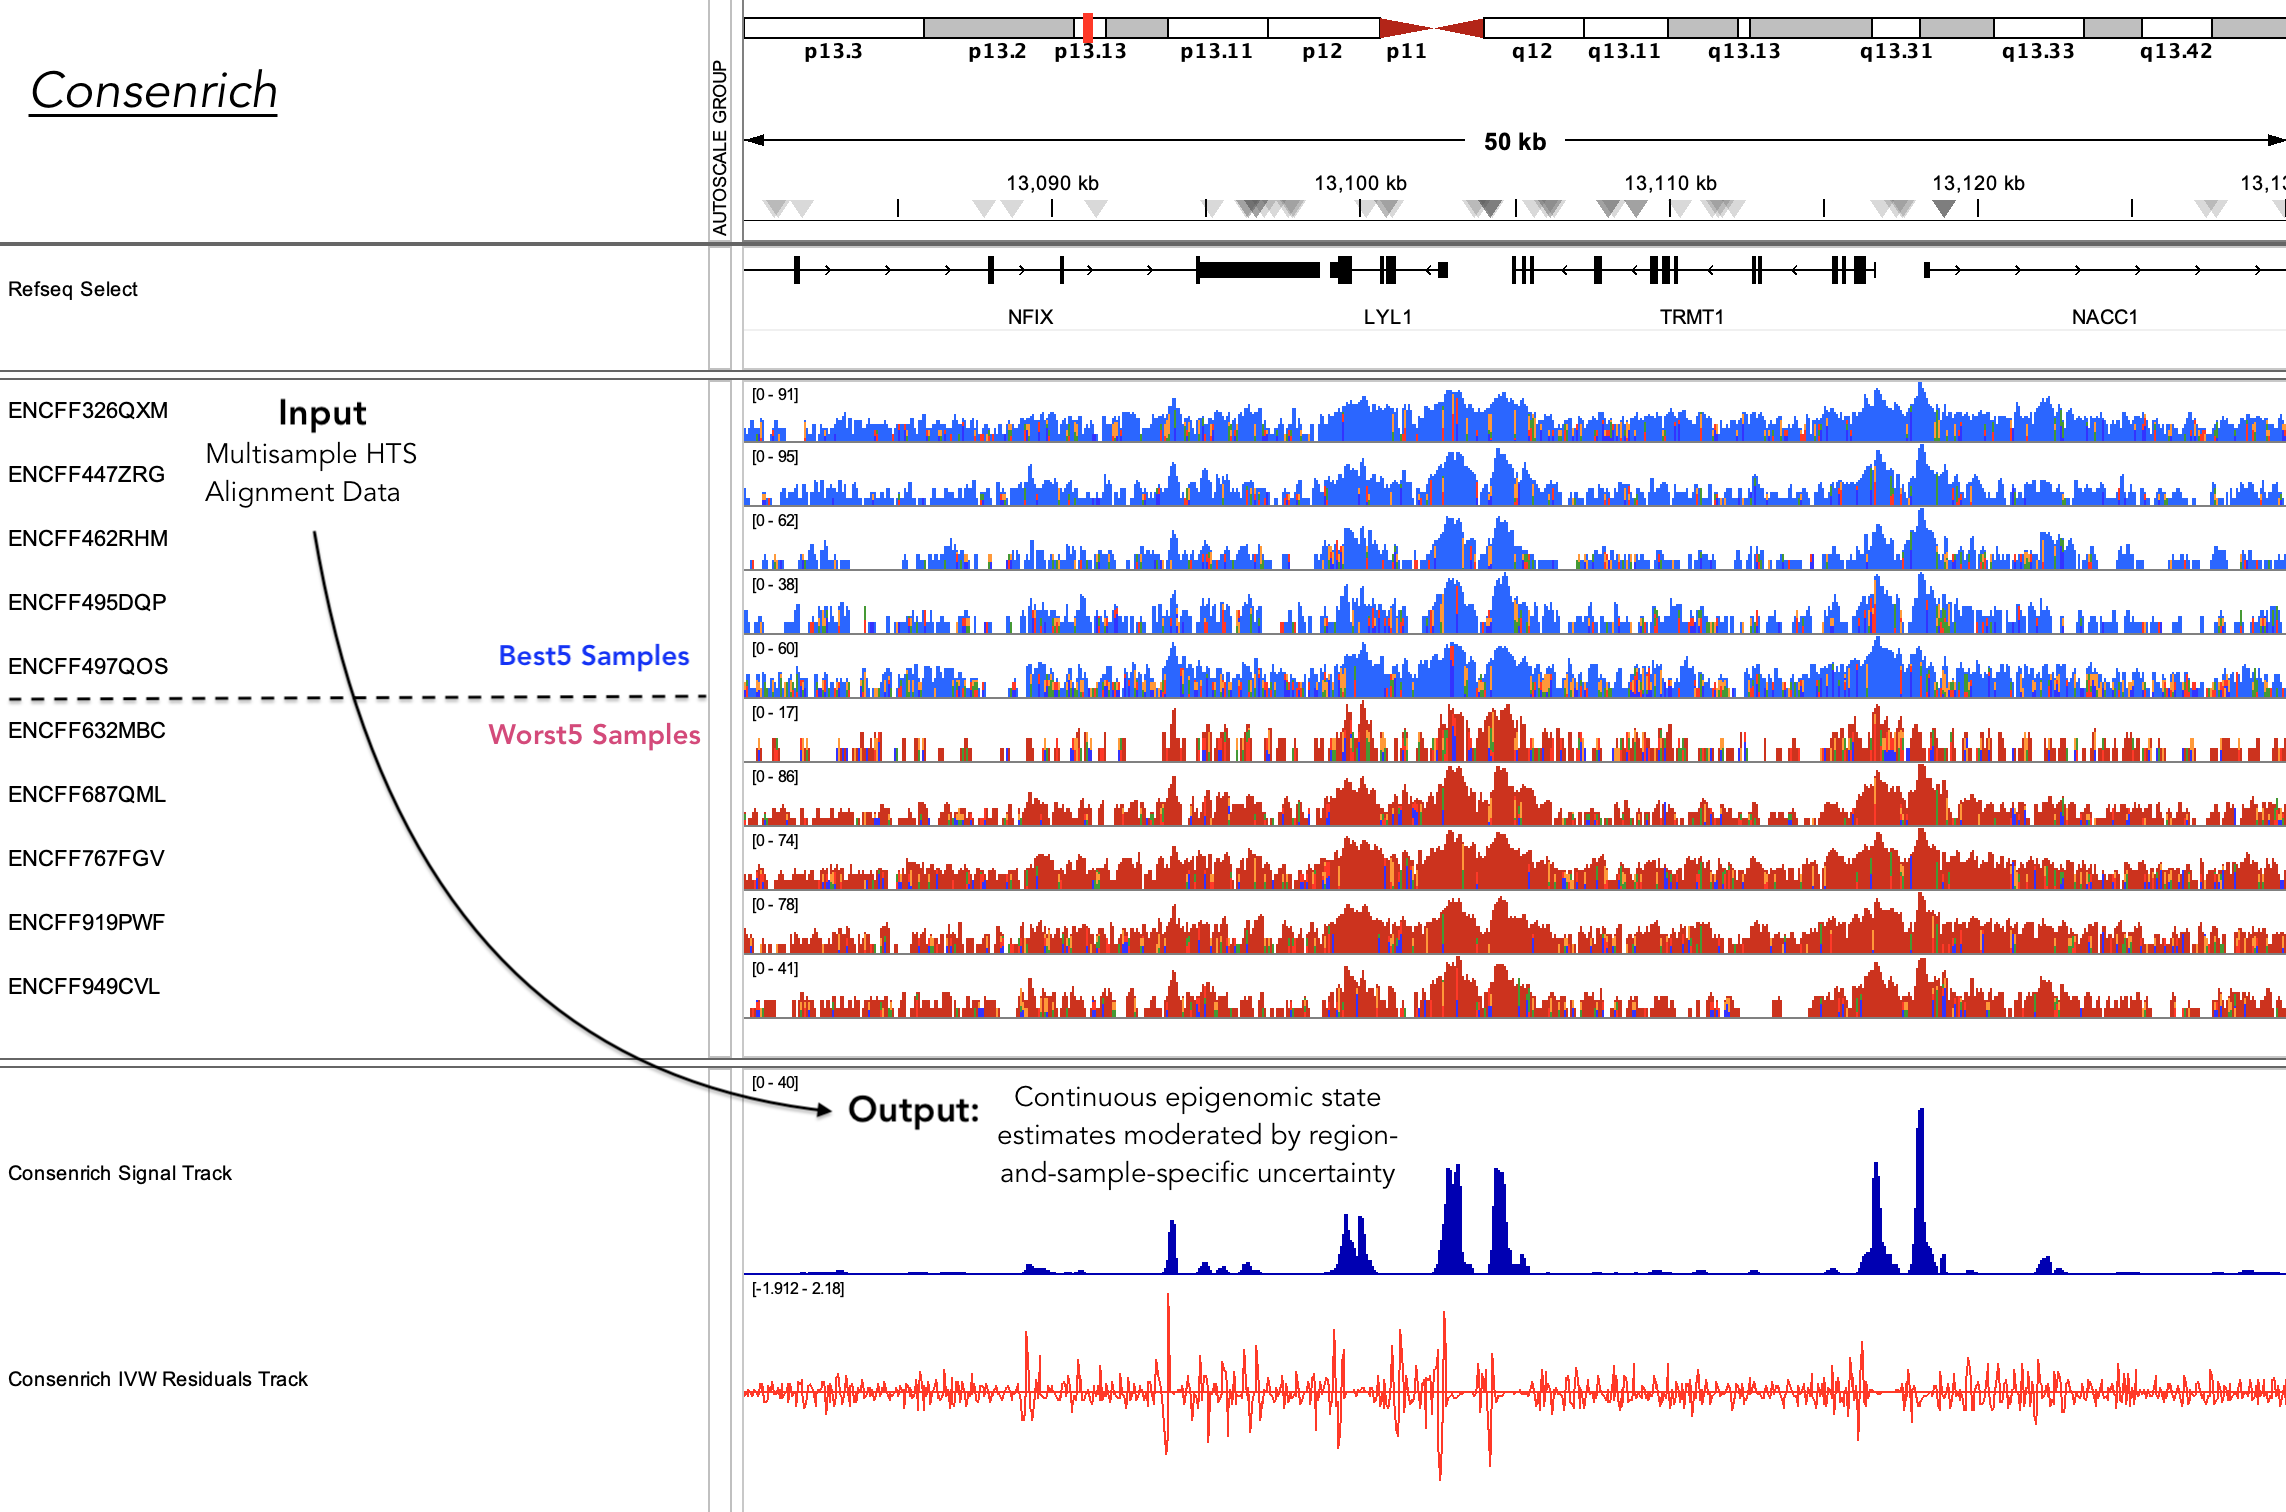 Consenrich
AUTOSCALE GROUP
p13.3 p13.2 p13.13 p13.11 p12 p11 q12 q13.11 q13.13 q13.31 q13.33 q13.42
50 kb
13,090 kb 13,100 kb 13,110 kb 13,120 kb 13,13
Refseq Select
NFIX LYL1 TRMT1 NACC1
Input
Multisample HTS
Alignment Data
ENCFF326QXM [0 - 91]
ENCFF447ZRG [0 - 95]
ENCFF462RHM [0 - 62]
ENCFF495DQP [0 - 38]
ENCFF497QOS [0 - 60]
Best5 Samples
Worst5 Samples
ENCFF632MBC [0 - 17]
ENCFF687QML [0 - 86]
ENCFF767FGV [0 - 74]
ENCFF919PWF [0 - 78]
ENCFF949CVL [0 - 41]
[0 - 40]
Output:
Continuous epigenomic state
estimates moderated by region-
and-sample-specific uncertainty
Consenrich Signal Track
[-1.912 - 2.18]
Consenrich IVW Residuals Track